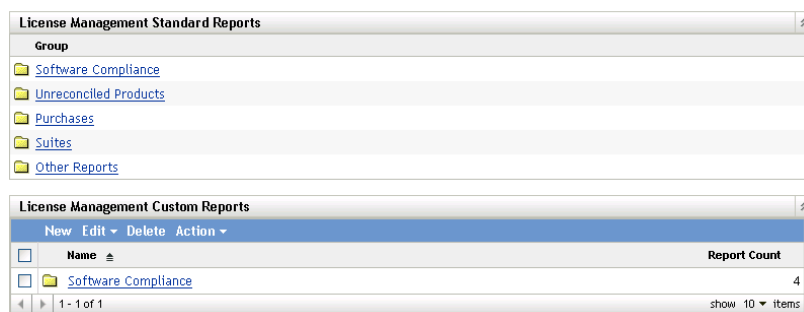 License Management Standard Reports
Group
Software Compliance
Unreconciled Products
Purchases
Suites
Other Reports
License Management Custom Reports
New Edit Delete Action
Name Report Count
Software Compliance 4
1 - 1 of 1 show 10 items